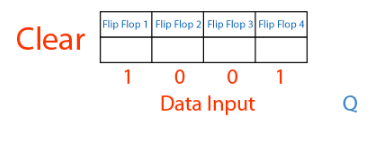 Flip Flop 1 Flip Flop 2 Flip Flop 3 Flip Flop 4
Clear
1 0 0 1
Data Input Q